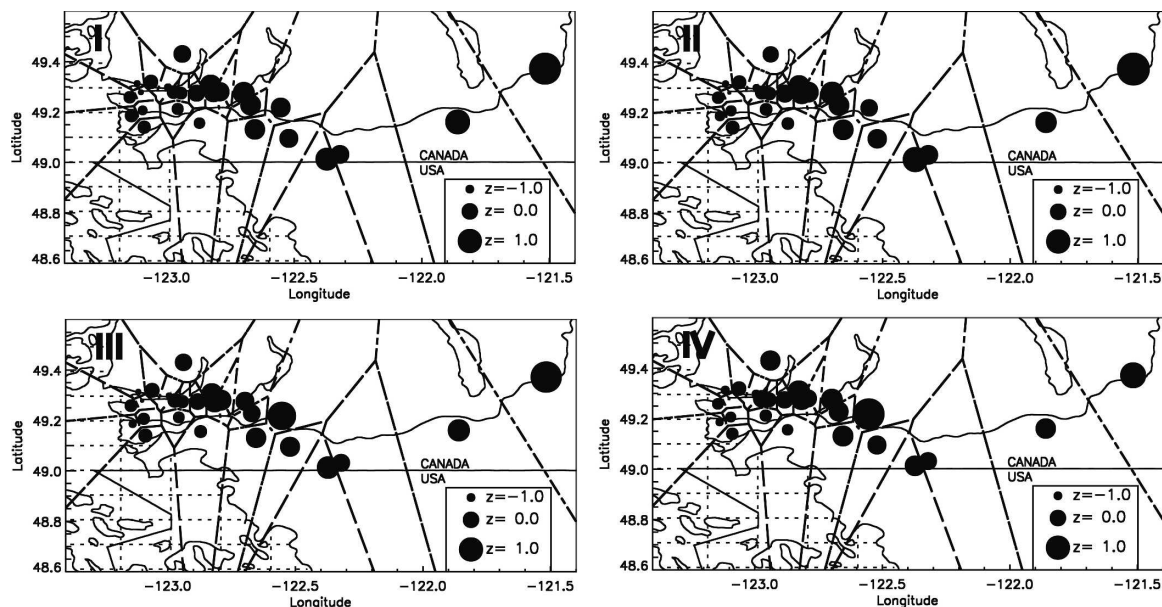 I
II
49.4
49.2
49.0
48.8
48.6
Latitude
CANADA
USA
z=−1.0
z= 0.0
z= 1.0
−123.0
−122.5
−122.0
−121.5
Longitude
49.4
49.2
49.0
48.8
48.6
Latitude
CANADA
USA
z=−1.0
z= 0.0
z= 1.0
−123.0
−122.5
−122.0
−121.5
Longitude
III
IV
49.4
49.2
49.0
48.8
48.6
Latitude
CANADA
USA
z=−1.0
z= 0.0
z= 1.0
−123.0
−122.5
−122.0
−121.5
Longitude
49.4
49.2
49.0
48.8
48.6
Latitude
CANADA
USA
z=−1.0
z= 0.0
z= 1.0
−123.0
−122.5
−122.0
−121.5
Longitude